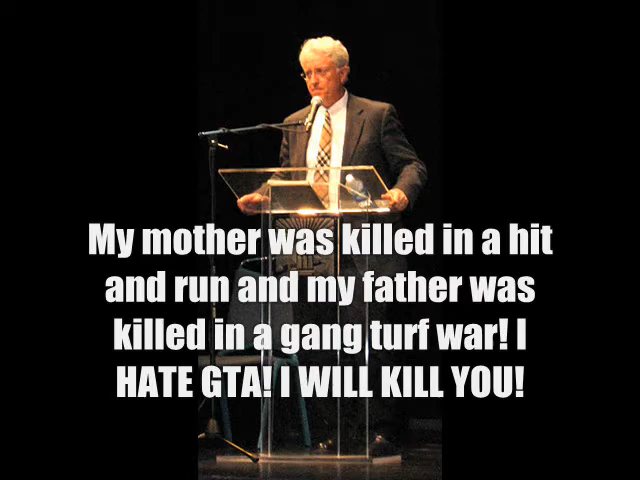 My mother was killed in a hit
and run and my father was
killed in a gang turf war! I
HATE GTA! I WILL KILL YOU!